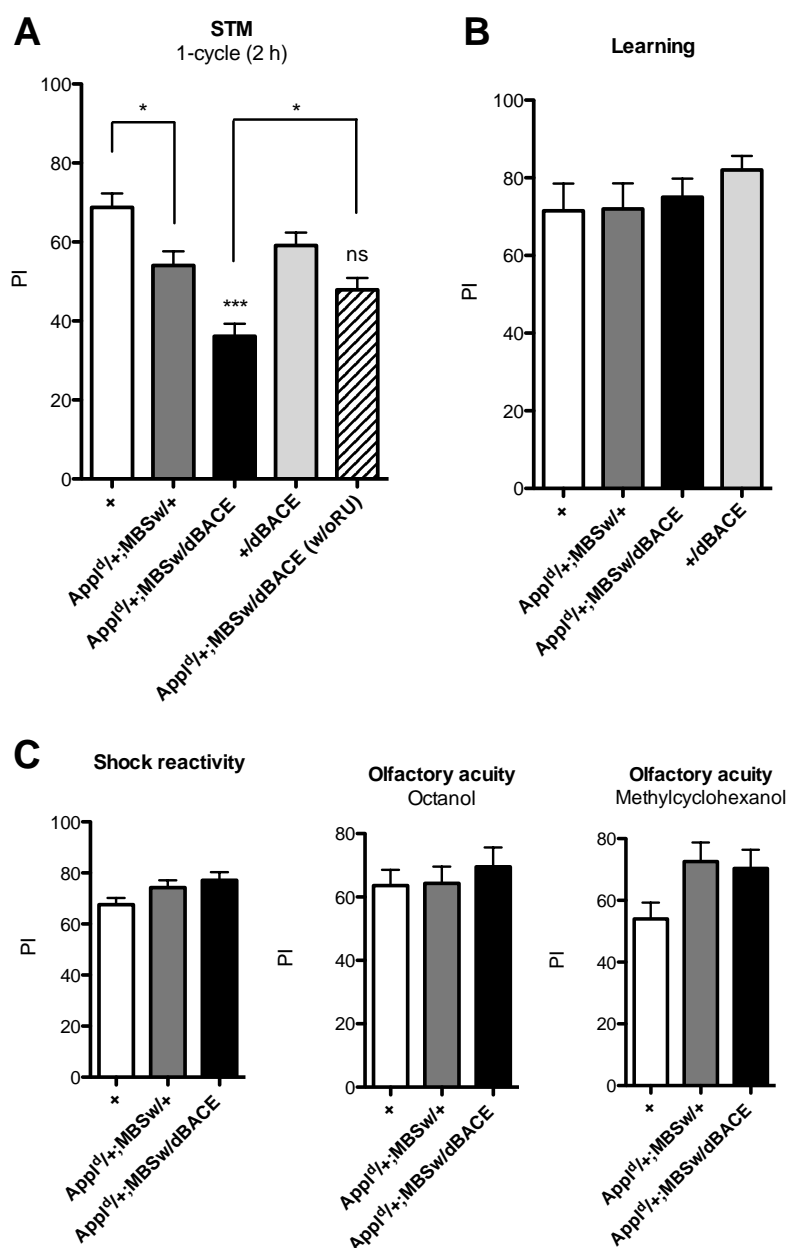 A
STM
1-cycle (2 h)
100
80
60
40
20
0
PI
*
*
***
ns
+
Appl^d/+;MBSw/+
Appl^d/+;MBSw/dBACE
+/dBACE
Appl^d/+;MBSw/dBACE (w/oRU)
B
Learning
100
80
60
40
20
0
PI
+
Appl^d/+;MBSw/+
Appl^d/+;MBSw/dBACE
+/dBACE
C
Shock reactivity
100
80
60
40
20
0
PI
+
Appl^d/+;MBSw/+
Appl^d/+;MBSw/dBACE
Olfactory acuity
Octanol
80
60
40
20
0
PI
+
Appl^d/+;MBSw/+
Appl^d/+;MBSw/dBACE
Olfactory acuity
Methylcyclohexanol
80
60
40
20
0
PI
+
Appl^d/+;MBSw/+
Appl^d/+;MBSw/dBACE